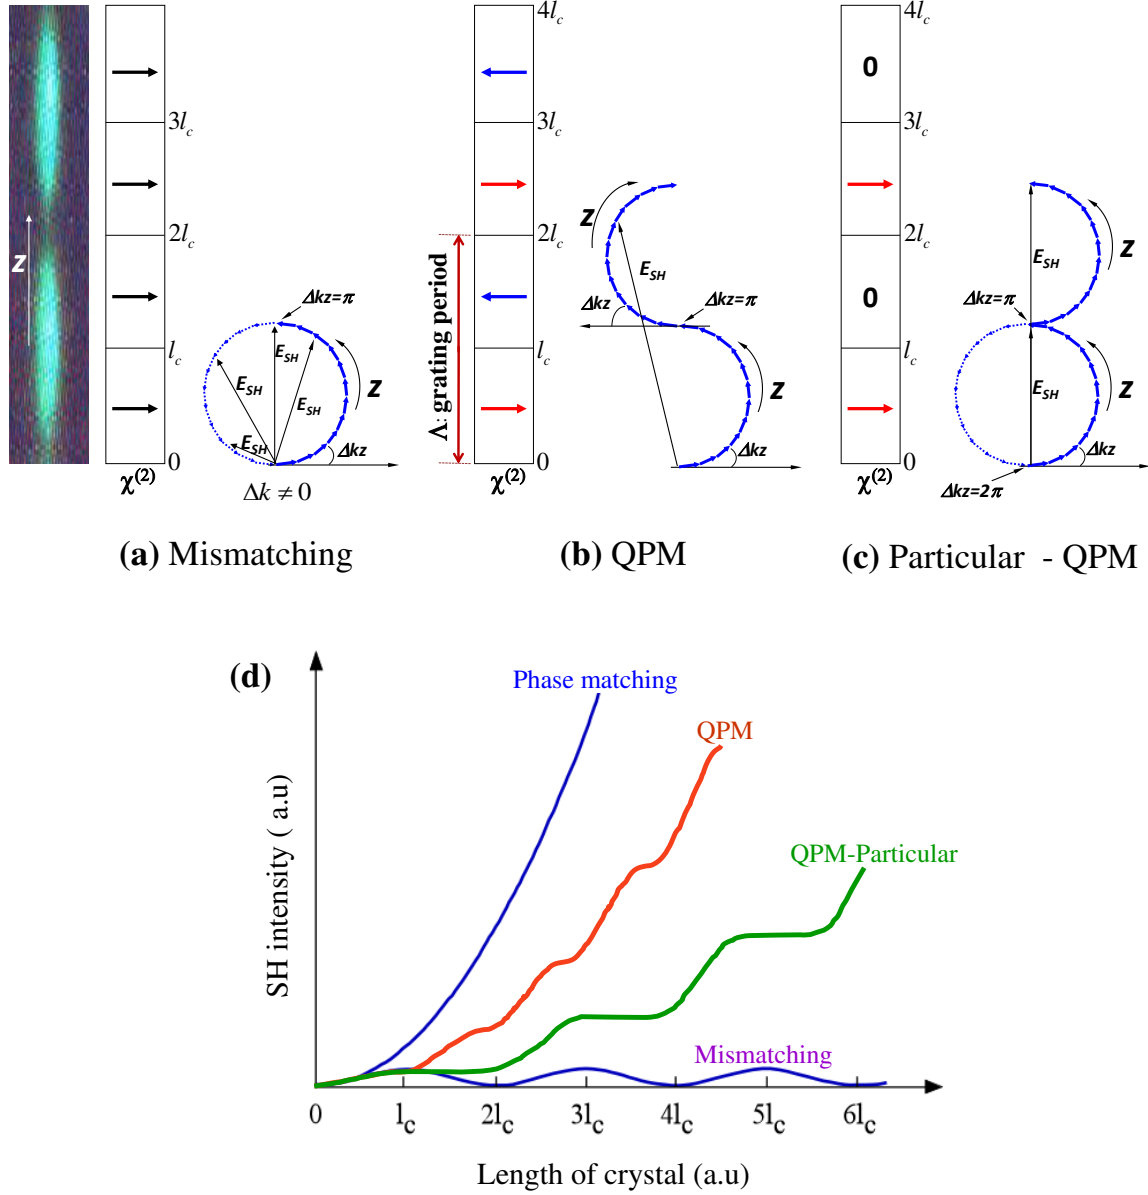 4l_c
3l_c
2l_c
l_c
0
χ^(2)
Z
Δkz=π
E_SH
E_SH
E_SH
E_SH
Z
Δkz
Δk ≠ 0
(a) Mismatching
4l_c
3l_c
2l_c
l_c
0
χ^(2)
Λ: grating period
Z
E_SH
Δkz
Δkz=π
Z
Δkz
(b) QPM
4l_c
0
3l_c
2l_c
0
l_c
0
χ^(2)
E_SH
Z
Δkz=π
E_SH
Z
Δkz
Δkz=2π
(c) Particular - QPM
(d)
Phase matching
QPM
QPM-Particular
Mismatching
SH intensity ( a.u)
0
1l_c
2l_c
3l_c
4l_c
5l_c
6l_c
Length of crystal (a.u)